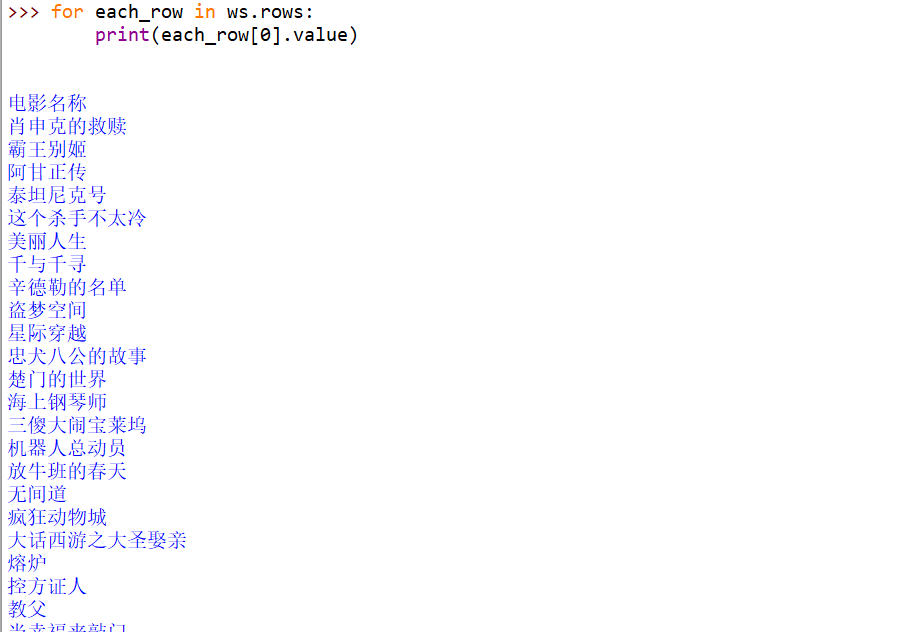 >>> for each_row in ws.rows:
        print(each_row[0].value)
电影名称
肖申克的救赎
霸王别姬
阿甘正传
泰坦尼克号
这个杀手不太冷
美丽人生
千与千寻
辛德勒的名单
盗梦空间
星际穿越
忠犬八公的故事
楚门的世界
海上钢琴师
三傻大闹宝莱坞
机器人总动员
放牛班的春天
无间道
疯狂动物城
大话西游之大圣娶亲
熔炉
控方证人
教父
当幸福来敲门